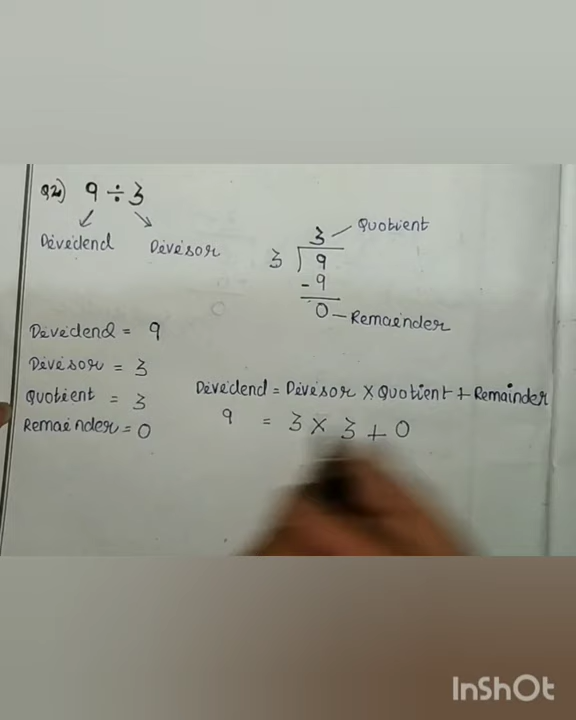 Q2) 9 ÷ 3
Dividend Divisor
3 Quotient
3 9
- 9
0 Remainder
Dividend = 9
Divisor = 3
Quotient = 3
Remainder = 0
Dividend = Divisor × Quotient + Remainder
9 = 3 × 3 + 0
InShOt